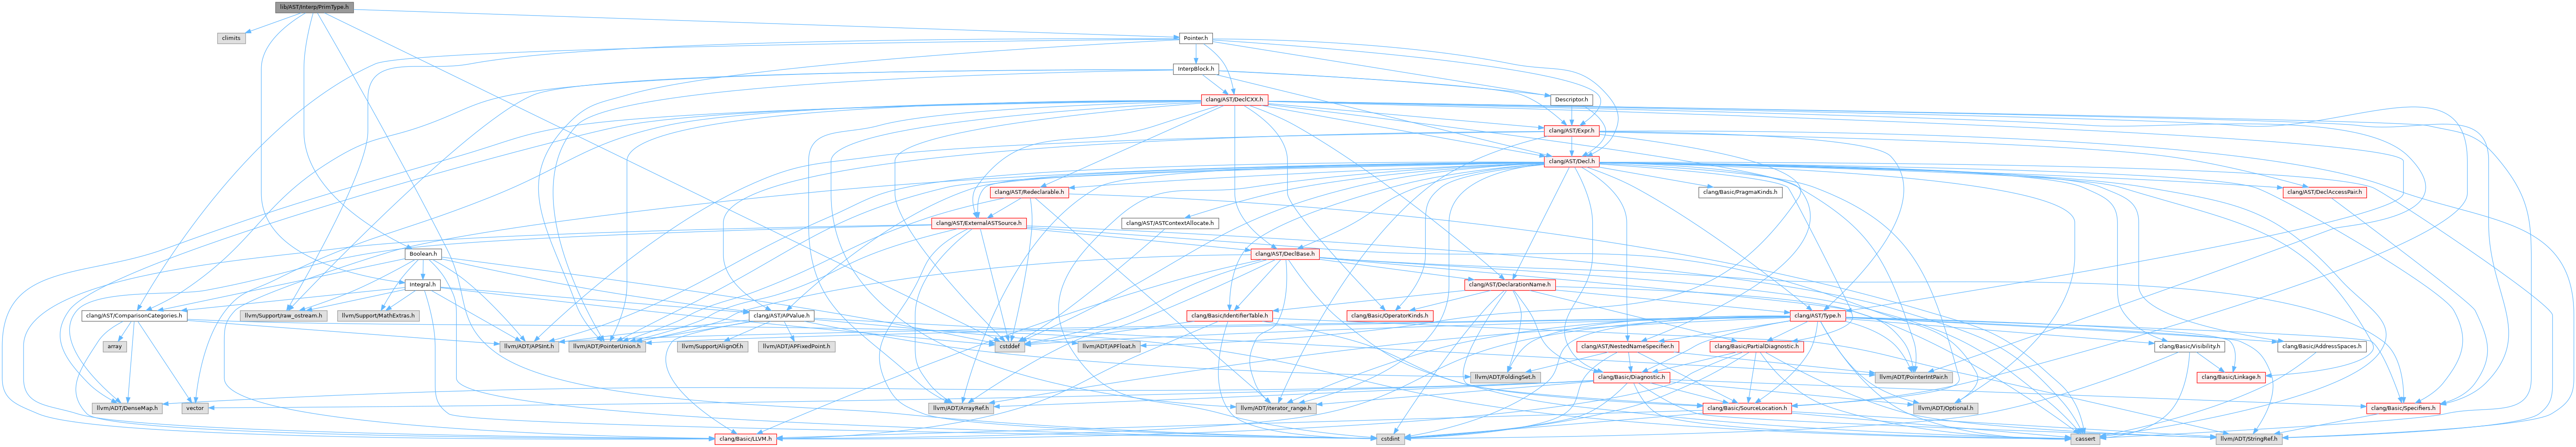 lib/AST/Interp/PrimType.h
climits
Pointer.h
InterpBlock.h
clang/AST/DeclCXX.h
Descriptor.h
clang/AST/Expr.h
clang/AST/Decl.h
clang/AST/Redeclarable.h
clang/Basic/PragmaKinds.h
clang/AST/DeclAccessPair.h
clang/AST/ExternalASTSource.h
clang/AST/ASTContextAllocate.h
Boolean.h
clang/AST/DeclBase.h
Integral.h
clang/AST/DeclarationName.h
clang/AST/ComparisonCategories.h
llvm/Support/raw_ostream.h
llvm/Support/MathExtras.h
clang/AST/APValue.h
clang/Basic/IdentifierTable.h
clang/Basic/OperatorKinds.h
clang/AST/Type.h
array
llvm/ADT/APSInt.h
llvm/ADT/PointerUnion.h
llvm/Support/AlignOf.h
llvm/ADT/APFixedPoint.h
cstddef
llvm/ADT/APFloat.h
clang/AST/NestedNameSpecifier.h
clang/Basic/PartialDiagnostic.h
clang/Basic/Visibility.h
clang/Basic/AddressSpaces.h
llvm/ADT/FoldingSet.h
clang/Basic/Diagnostic.h
llvm/ADT/PointerIntPair.h
clang/Basic/Linkage.h
llvm/ADT/DenseMap.h
vector
llvm/ADT/ArrayRef.h
llvm/ADT/iterator_range.h
clang/Basic/SourceLocation.h
llvm/ADT/Optional.h
clang/Basic/Specifiers.h
clang/Basic/LLVM.h
cstdint
cassert
llvm/ADT/StringRef.h